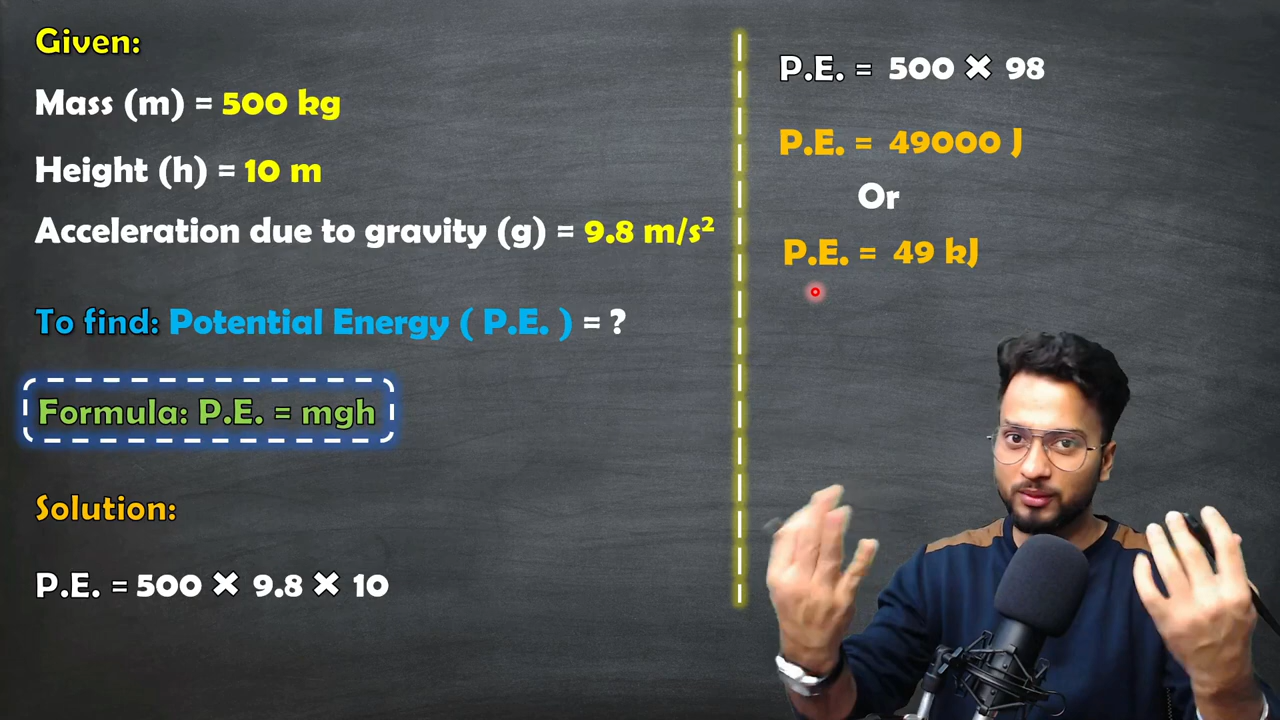 Given:
Mass (m) = 500 kg
Height (h) = 10 m
Acceleration due to gravity (g) = 9.8 m/s²
To find: Potential Energy ( P.E. ) = ?
Formula: P.E. = mgh
Solution:
P.E. = 500 × 9.8 × 10
P.E. = 500 × 98
P.E. = 49000 J
Or
P.E. = 49 kJ